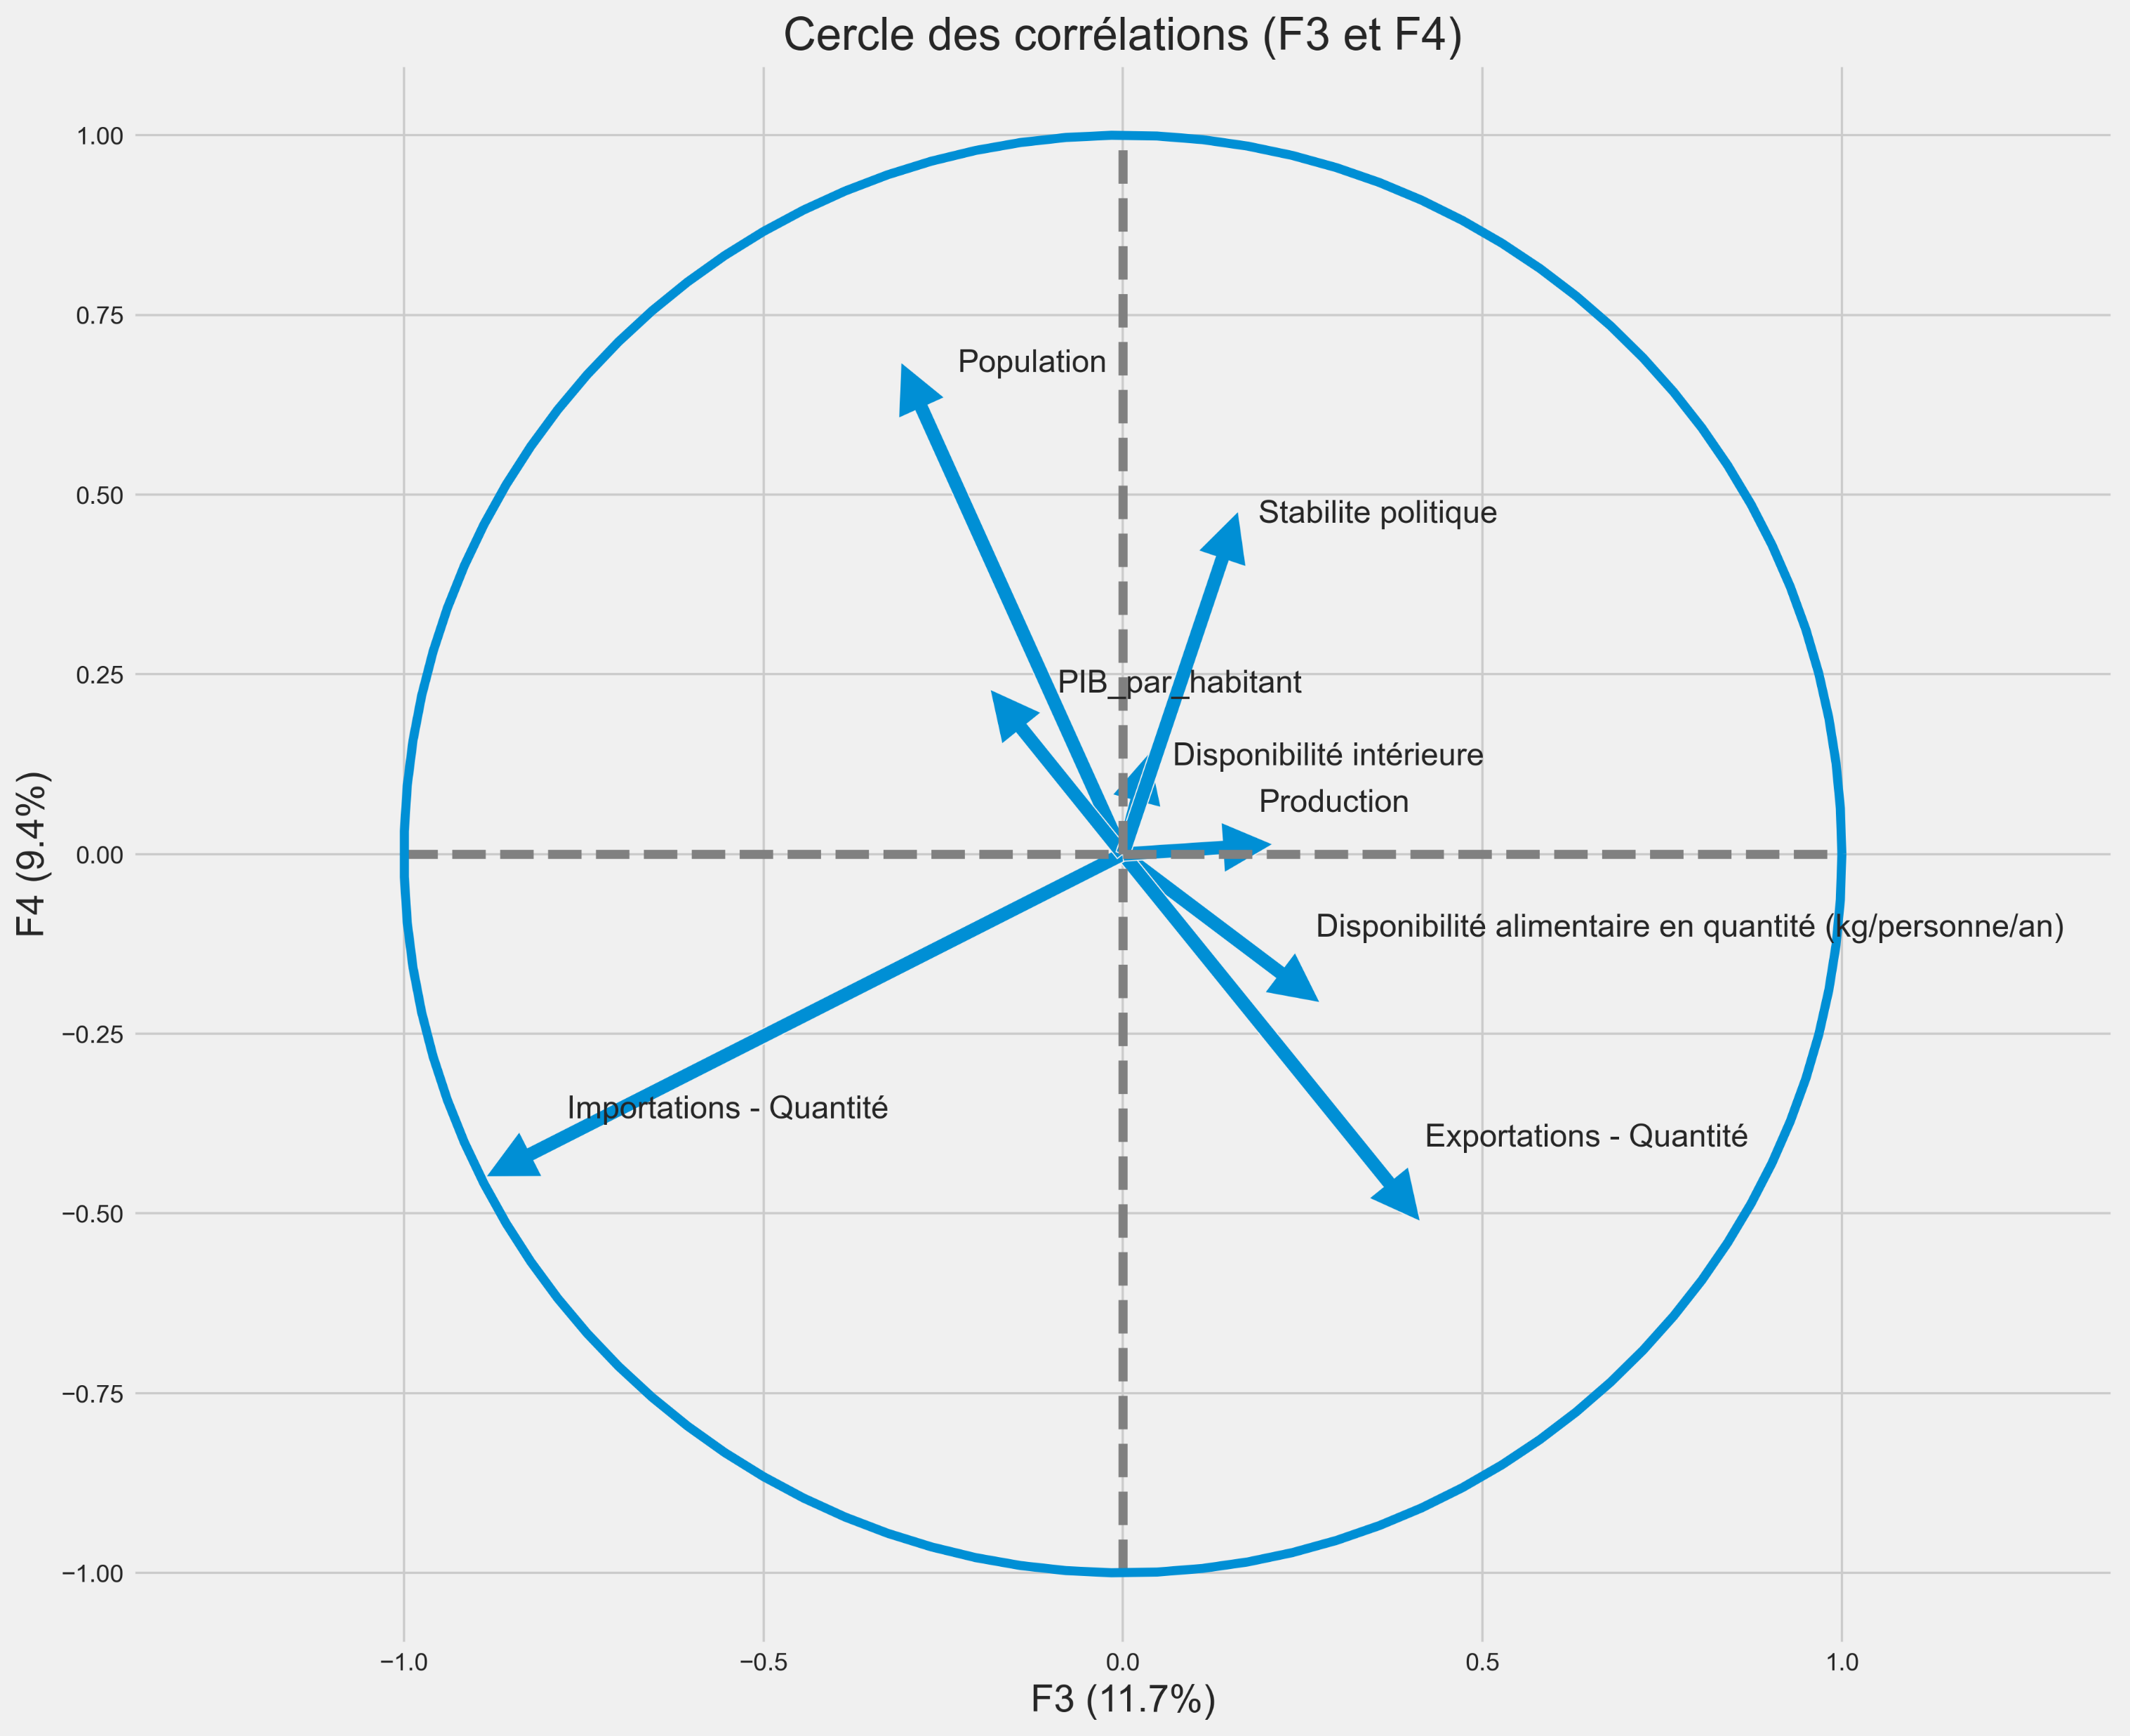 Cercle des corrélations (F3 et F4)
1.00
0.75
0.50
0.25
0.00
−0.25
−0.50
−0.75
−1.00
F4 (9.4%)
Population
Stabilite politique
PIB_par_habitant
Disponibilité intérieure
Production
Disponibilité alimentaire en quantité (kg/personne/an)
Importations - Quantité
Exportations - Quantité
−1.0
−0.5
0.0
0.5
1.0
F3 (11.7%)